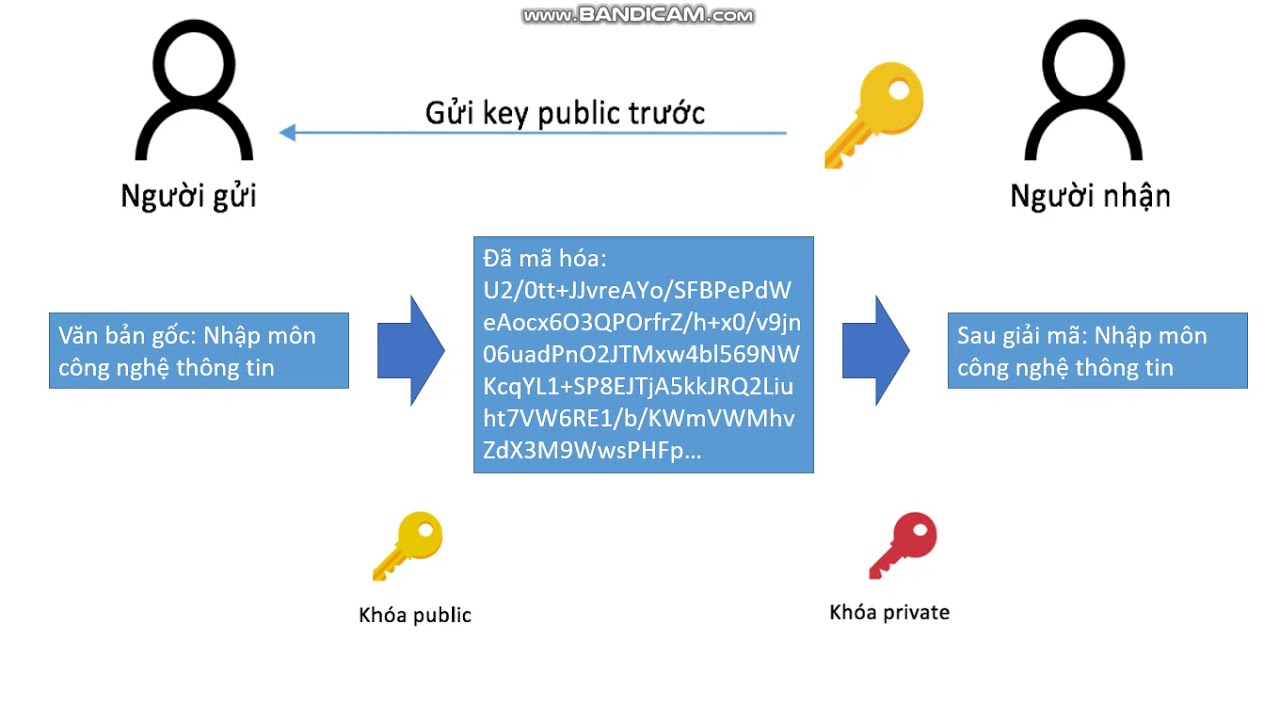 www.BANDICAM.com
Gửi key public trước
Người gửi
Người nhận
Đã mã hóa:
U2/0tt+JJvreAYo/SFBPePdW
eAocx6O3QPOrfrZ/h+x0/v9jn
06uadPnO2JTMxw4bl569NW
KcqYL1+SP8EJTjA5kkJRQ2Liu
ht7VW6RE1/b/KWmVWMhv
ZdX3M9WwsPHFp...
Văn bản gốc: Nhập môn
công nghệ thông tin
Sau giải mã: Nhập môn
công nghệ thông tin
Khóa public
Khóa private